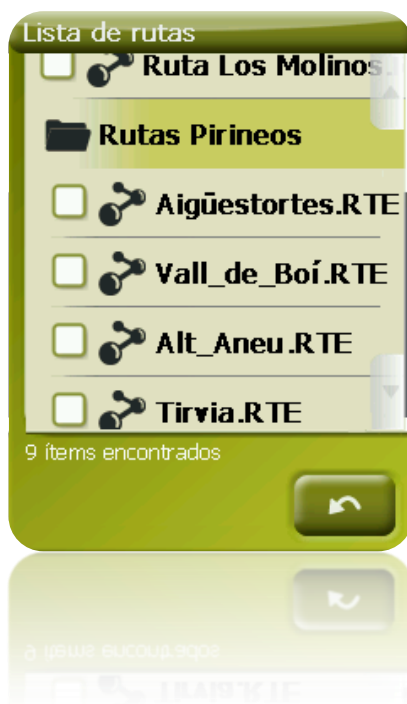 Lista de rutas
Ruta Los Molinos.
Rutas Pirineos
Aigüestortes.RTE
Vall_de_Boí.RTE
Alt_Aneu.RTE
Tirvia.RTE
9 ítems encontrados